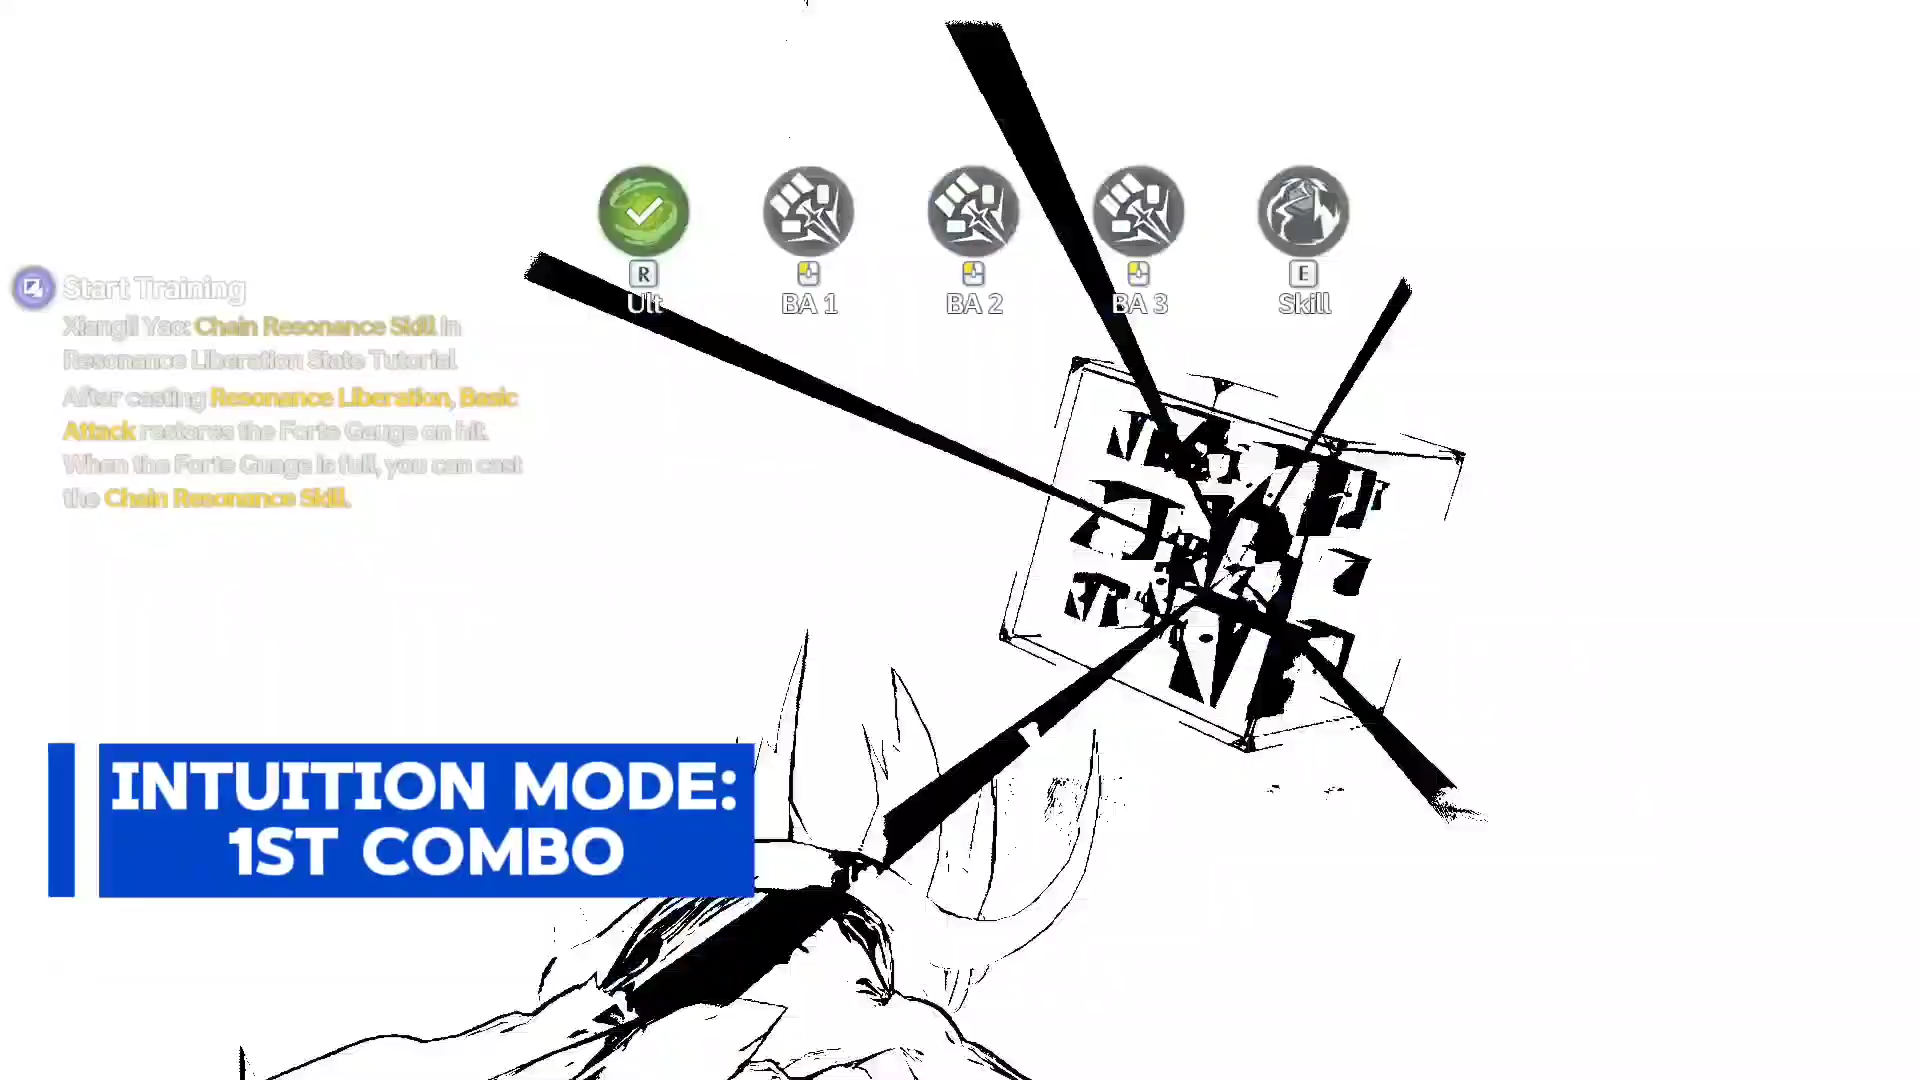 R
Ult
BA 1
BA 2
BA 3
E
Skill
Start Training
Xiangli Yao: Chain Resonance Skill in
Resonance Liberation State Tutorial
After casting Resonance Liberation, Basic
Attack restores the Forte Gauge on hit.
When the Forte Guage is full, you can cast
the Chain Resonance Skill.
INTUITION MODE:
1ST COMBO